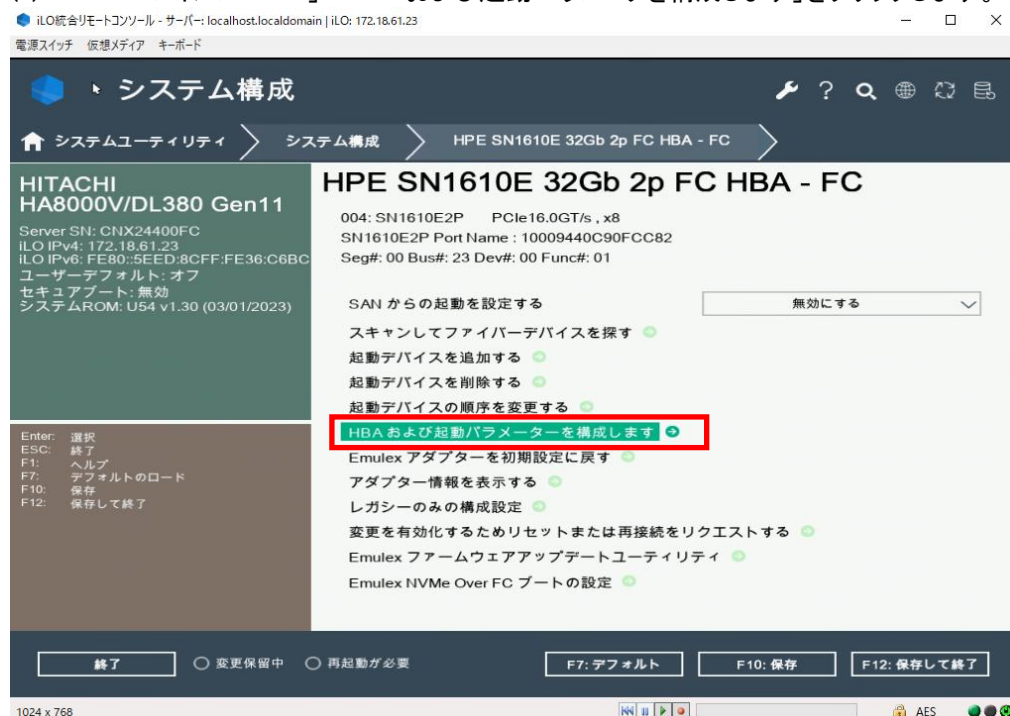 iLO統合リモートコンソール - サーバー: localhost.localdomain | iLO: 172.18.61.23
電源スイッチ 仮想メディア キーボード
システム構成
システムユーティリティ システム構成 HPE SN1610E 32Gb 2p FC HBA - FC
HITACHI
HA8000V/DL380 Gen11
Server SN: CNX24400FC
iLO IPv4: 172.18.61.23
iLO IPv6: FE80::5EED:8CFF:FE36:C6BC
ユーザーデフォルト: オフ
セキュアブート: 無効
システムROM: U54 v1.30 (03/01/2023)
Enter: 選択
ESC: 終了
F1: ヘルプ
F7: デフォルトのロード
F10: 保存
F12: 保存して終了
HPE SN1610E 32Gb 2p FC HBA - FC
004: SN1610E2P PCIe16.0GT/s , x8
SN1610E2P Port Name : 10009440C90FCC82
Seg#: 00 Bus#: 23 Dev#: 00 Func#: 01
SAN からの起動を設定する 無効にする
スキャンしてファイバーデバイスを探す
起動デバイスを追加する
起動デバイスを削除する
起動デバイスの順序を変更する
HBA および起動パラメーターを構成します
Emulex アダプターを初期設定に戻す
アダプター情報を表示する
レガシーのみの構成設定
変更を有効化するためリセットまたは再接続をリクエストする
Emulex ファームウェアアップデートユーティリティ
Emulex NVMe Over FC ブートの設定
終了 変更保留中 再起動が必要 F7: デフォルト F10: 保存 F12: 保存して終了
1024 x 768 AES